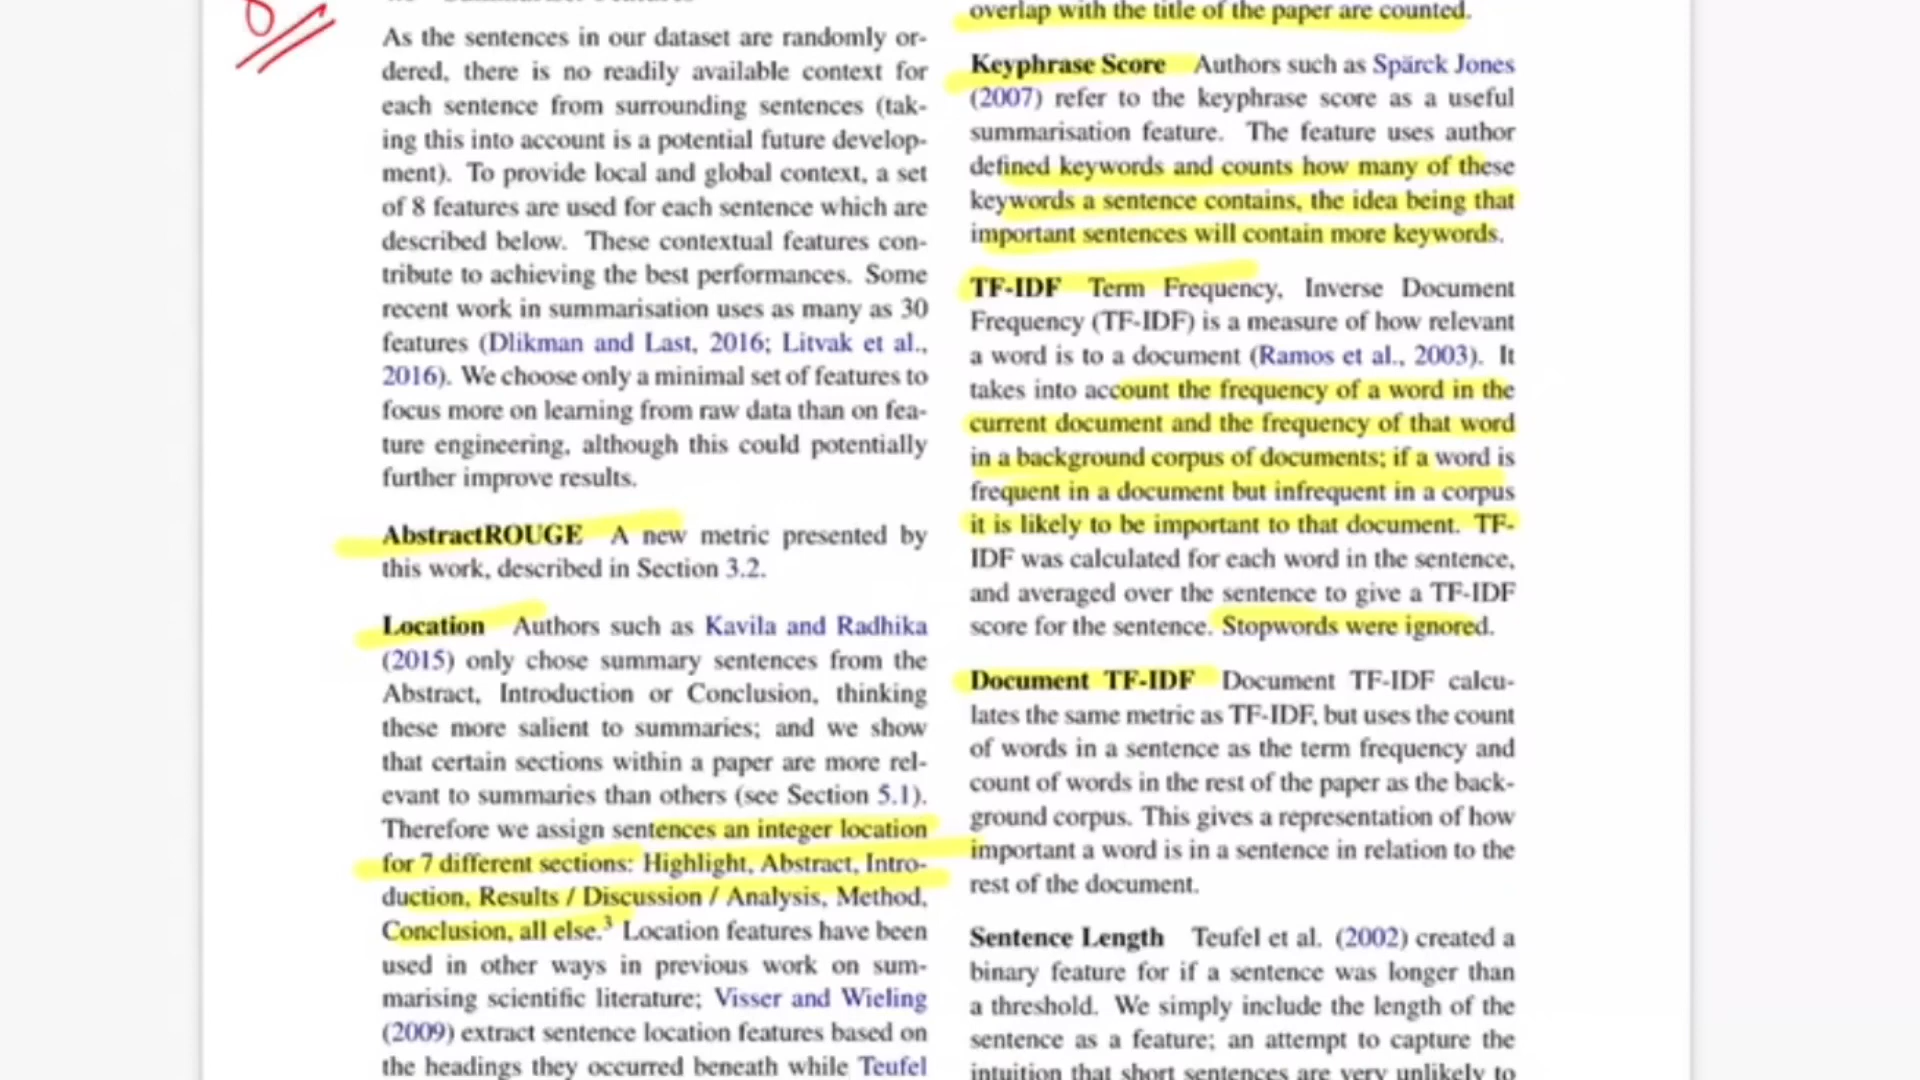 As the sentences in our dataset are randomly or-
dered, there is no readily available context for
each sentence from surrounding sentences (tak-
ing this into account is a potential future develop-
ment). To provide local and global context, a set
of 8 features are used for each sentence which are
described below. These contextual features con-
tribute to achieving the best performances. Some
recent work in summarisation uses as many as 30
features (Dlikman and Last, 2016; Litvak et al.,
2016). We choose only a minimal set of features to
focus more on learning from raw data than on fea-
ture engineering, although this could potentially
further improve results.
AbstractROUGE A new metric presented by
this work, described in Section 3.2.
Location Authors such as Kavila and Radhika
(2015) only chose summary sentences from the
Abstract, Introduction or Conclusion, thinking
these more salient to summaries; and we show
that certain sections within a paper are more rel-
evant to summaries than others (see Section 5.1).
Therefore we assign sentences an integer location
for 7 different sections: Highlight, Abstract, Intro-
duction, Results / Discussion / Analysis, Method,
Conclusion, all else.3 Location features have been
used in other ways in previous work on sum-
marising scientific literature; Visser and Wieling
(2009) extract sentence location features based on
the headings they occurred beneath while Teufel
overlap with the title of the paper are counted.
Keyphrase Score Authors such as Spärck Jones
(2007) refer to the keyphrase score as a useful
summarisation feature. The feature uses author
defined keywords and counts how many of these
keywords a sentence contains, the idea being that
important sentences will contain more keywords.
TF-IDF Term Frequency, Inverse Document
Frequency (TF-IDF) is a measure of how relevant
a word is to a document (Ramos et al., 2003). It
takes into account the frequency of a word in the
current document and the frequency of that word
in a background corpus of documents; if a word is
frequent in a document but infrequent in a corpus
it is likely to be important to that document. TF-
IDF was calculated for each word in the sentence,
and averaged over the sentence to give a TF-IDF
score for the sentence. Stopwords were ignored.
Document TF-IDF Document TF-IDF calcu-
lates the same metric as TF-IDF, but uses the count
of words in a sentence as the term frequency and
count of words in the rest of the paper as the back-
ground corpus. This gives a representation of how
important a word is in a sentence in relation to the
rest of the document.
Sentence Length Teufel et al. (2002) created a
binary feature for if a sentence was longer than
a threshold. We simply include the length of the
sentence as a feature; an attempt to capture the
intuition that short sentences are very unlikely to